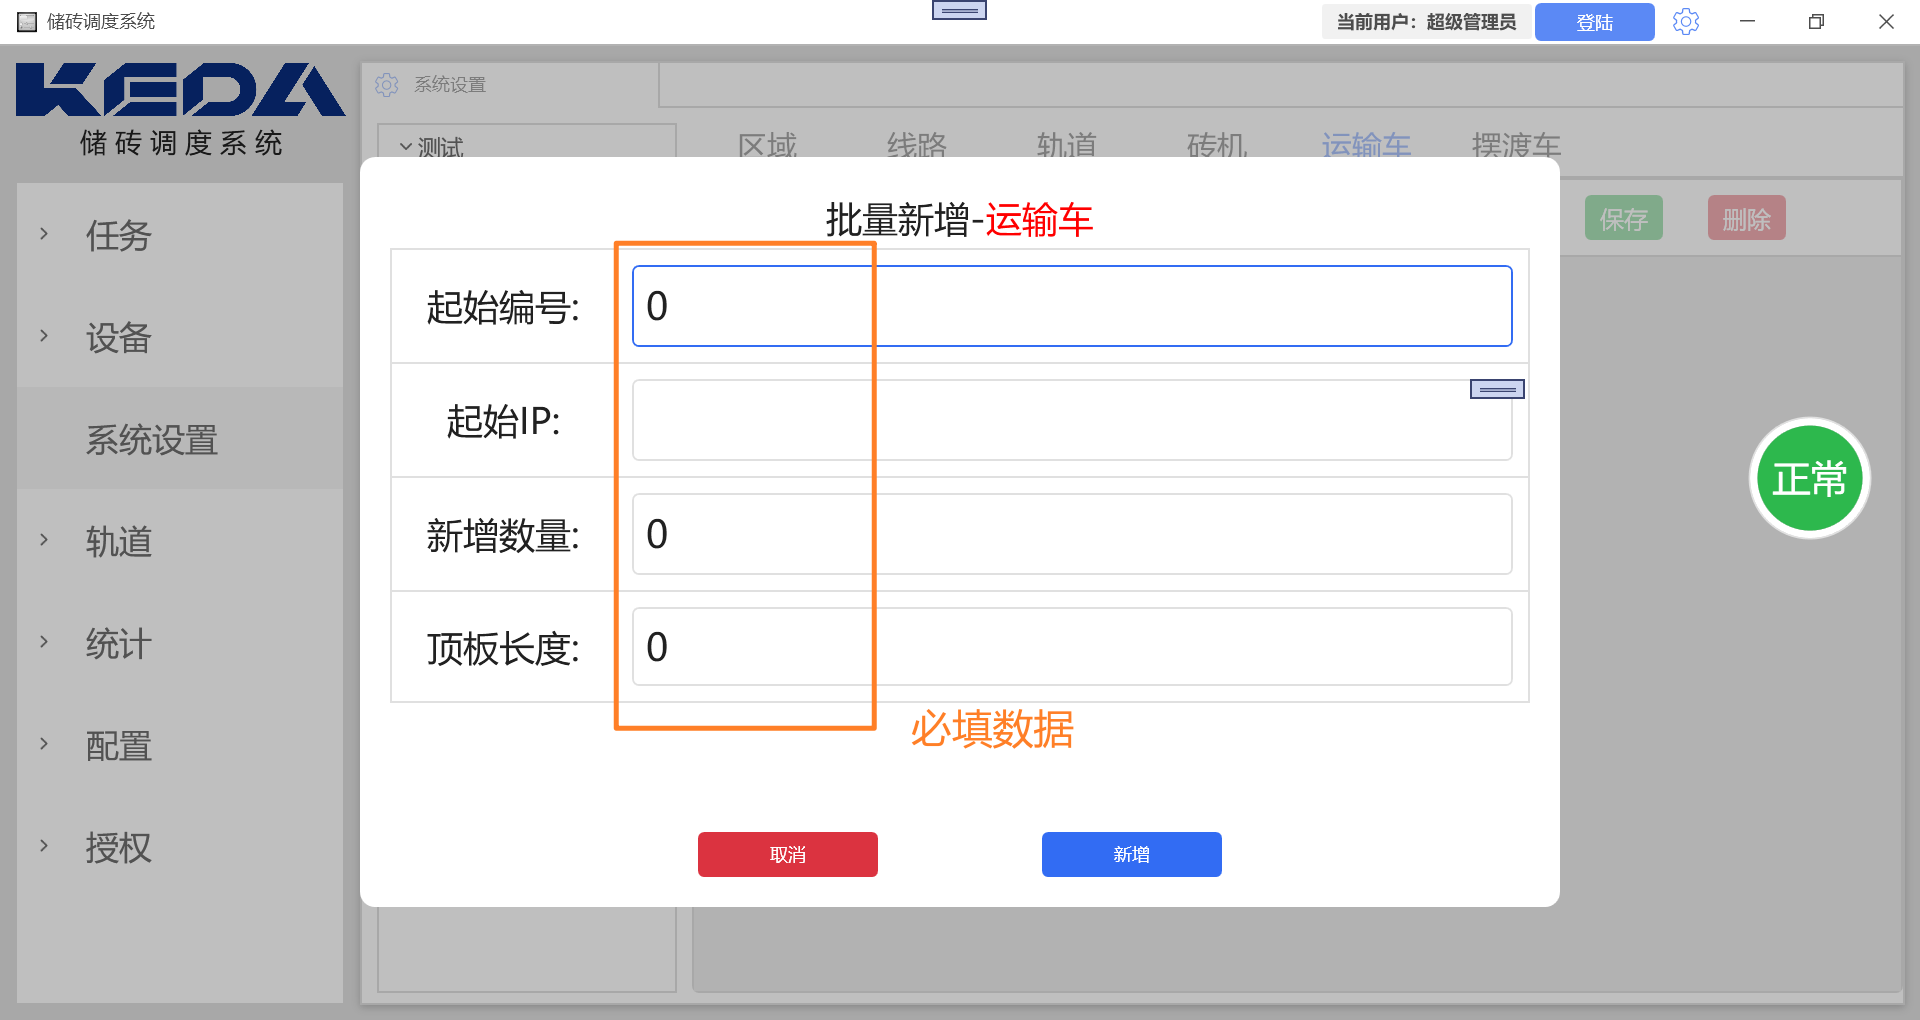 储砖调度系统
当前用户：超级管理员
登陆
KEDA
储砖调度系统
系统设置
测试
区域
线路
轨道
砖机
运输车
摆渡车
保存
删除
任务
设备
系统设置
轨道
统计
配置
授权
批量新增-运输车
起始编号:
0
起始IP:
新增数量:
0
顶板长度:
0
必填数据
取消
新增
正常